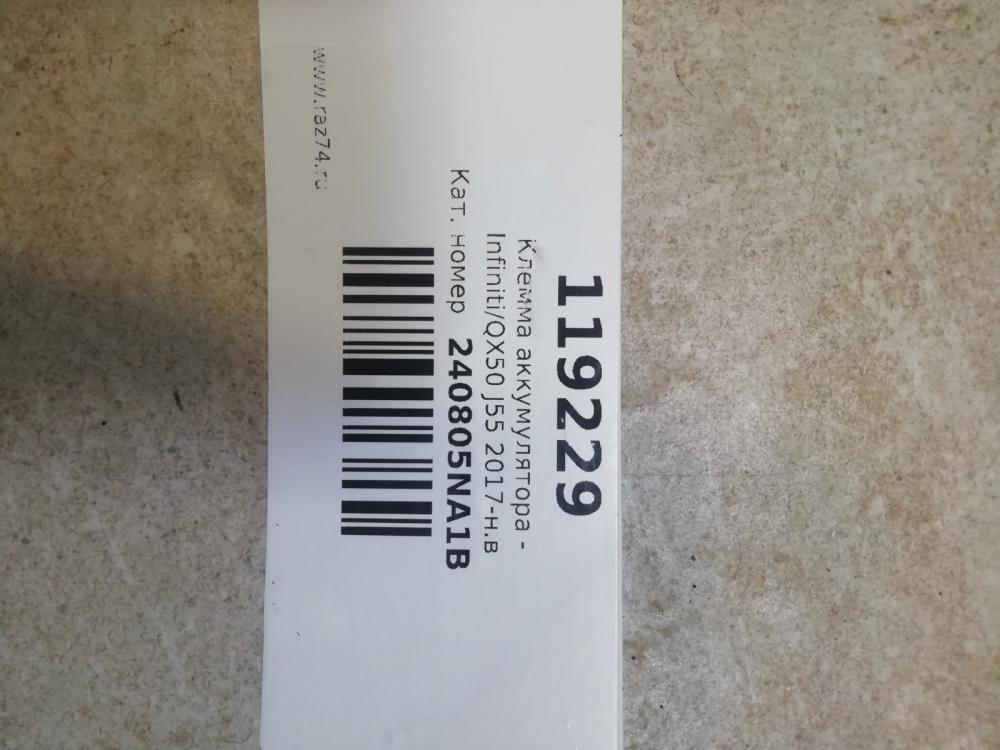 119229
Клемма аккумулятора -
Infiniti/QX50 J55 2017-н.в
Кат. номер 240805NA1B
www.raz74.ru